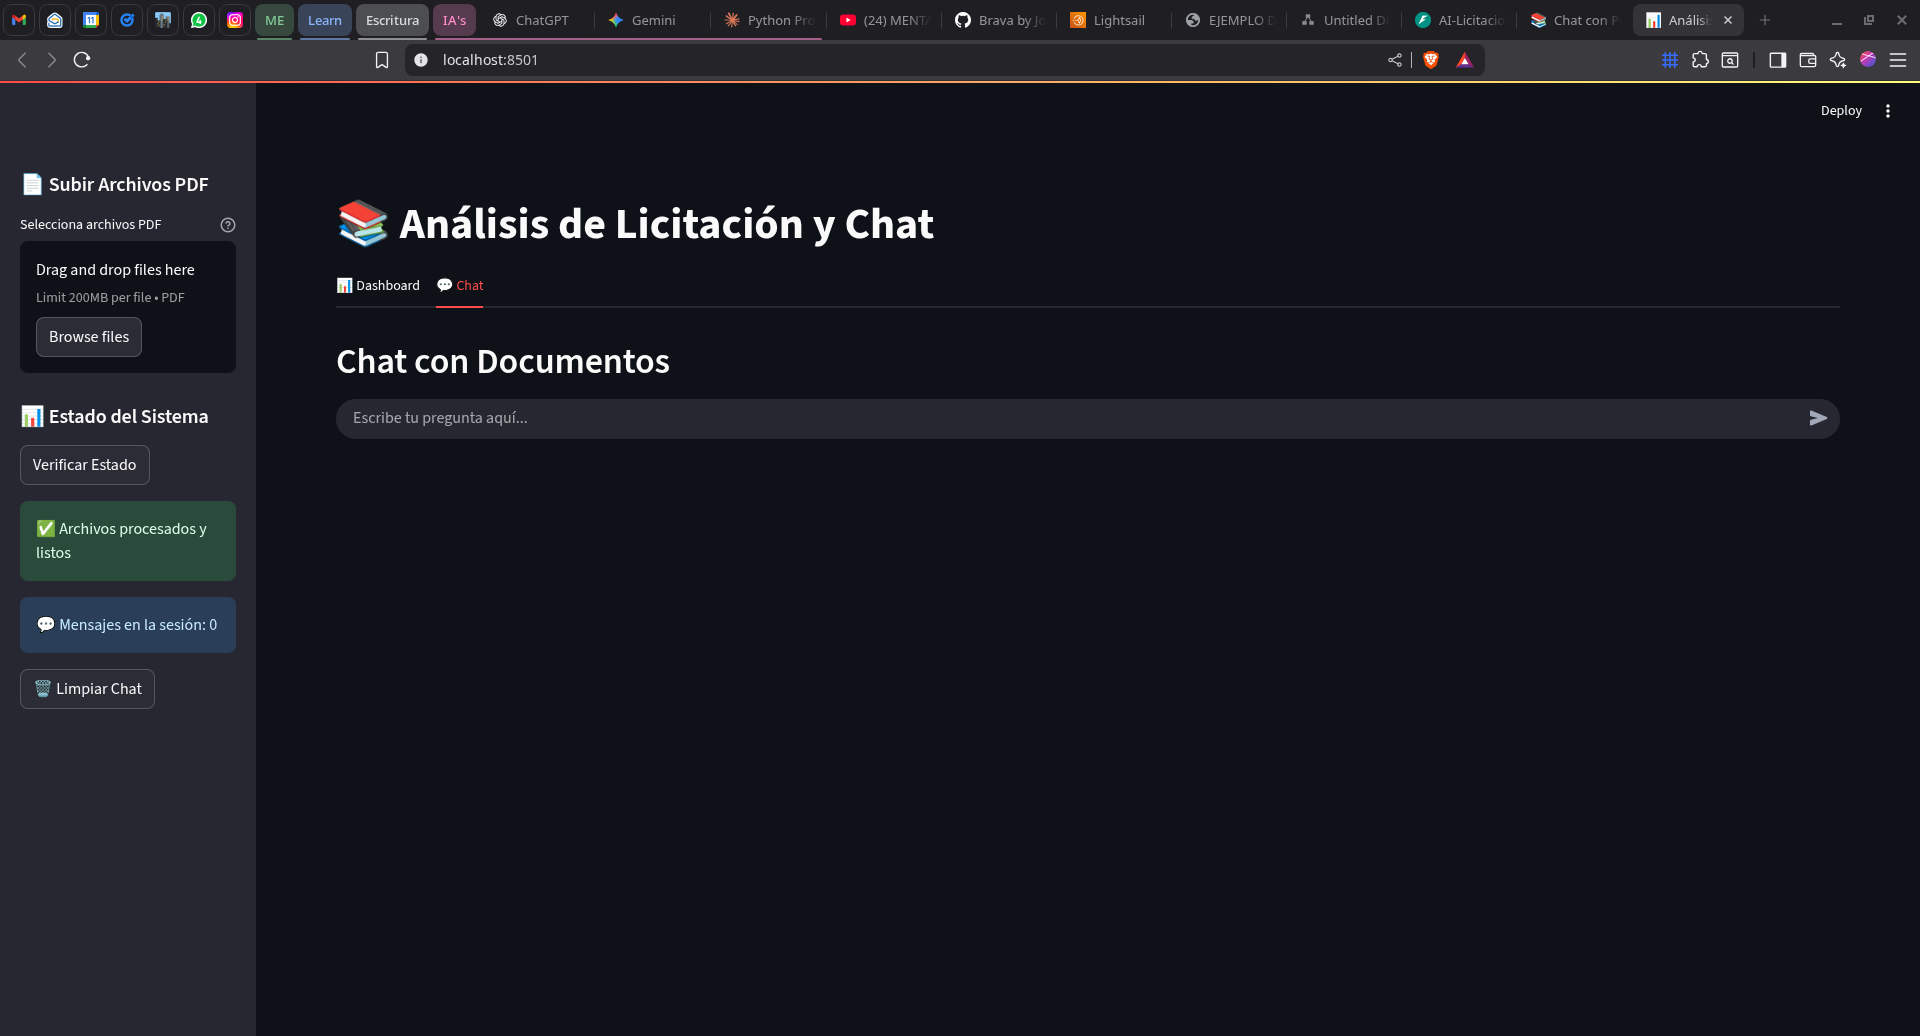 ME
Learn
Escritura
IA's
ChatGPT
Gemini
Python Pro
(24) MENT
Brava by Jo
Lightsail
EJEMPLO D
Untitled Di
AI-Licitacio
Chat con P
Análisi
localhost:8501
Deploy
📄 Subir Archivos PDF
Selecciona archivos PDF
Drag and drop files here
Limit 200MB per file • PDF
Browse files
📊 Estado del Sistema
Verificar Estado
✅ Archivos procesados y
listos
💬 Mensajes en la sesión: 0
🗑️ Limpiar Chat
📚 Análisis de Licitación y Chat
📊 Dashboard
💬 Chat
Chat con Documentos
Escribe tu pregunta aquí...